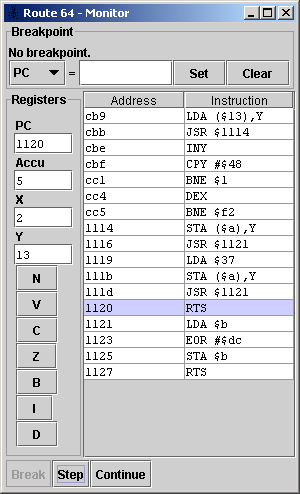 Route 64 - Monitor
Breakpoint
No breakpoint.
PC = Set Clear
Registers
PC
1120
Accu
5
X
2
Y
13
N
V
C
Z
B
I
D
Address Instruction
cb9 LDA ($13),Y
cbb JSR $1114
cbe INY
cbf CPY #$48
cc1 BNE $1
cc4 DEX
cc5 BNE $f2
1114 STA ($a),Y
1116 JSR $1121
1119 LDA $37
111b STA ($a),Y
111d JSR $1121
1120 RTS
1121 LDA $b
1123 EOR #$dc
1125 STA $b
1127 RTS
Break Step Continue